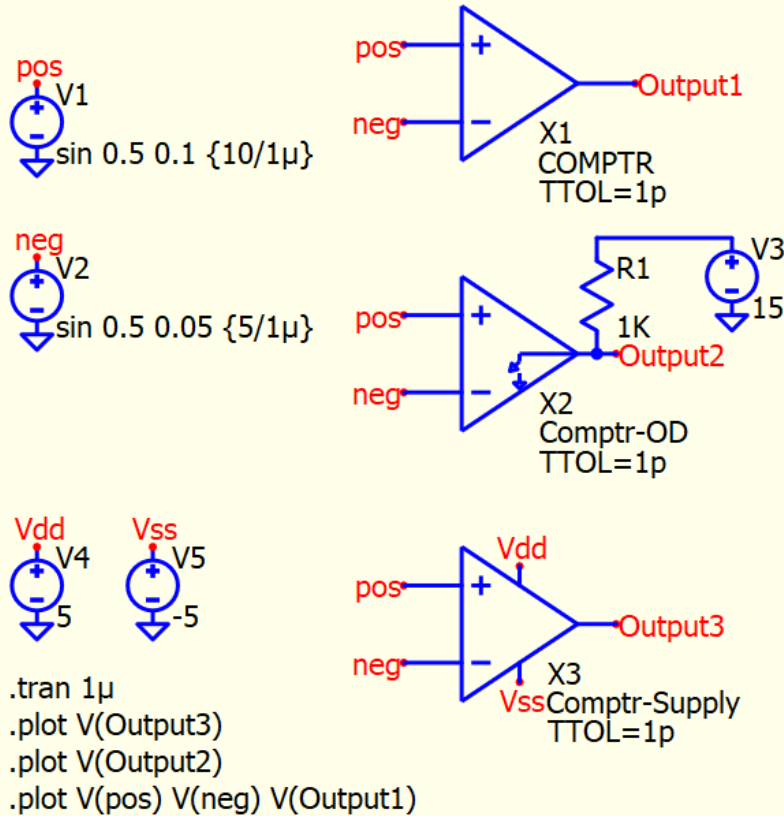 pos
V1
sin 0.5 0.1 {10/1µ}
pos
neg
Output1
X1
COMPTR
TTOL=1p
neg
V2
sin 0.5 0.05 {5/1µ}
pos
neg
R1
1K
V3
15
Output2
X2
Comptr-OD
TTOL=1p
Vdd
V4
5
Vss
V5
-5
pos
neg
Vdd
Vss
Output3
X3
Comptr-Supply
TTOL=1p
.tran 1µ
.plot V(Output3)
.plot V(Output2)
.plot V(pos) V(neg) V(Output1)